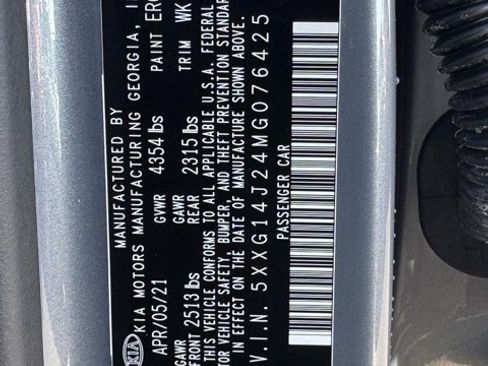 MANUFACTURED BY
KIA KIA MOTORS MANUFACTURING GEORGIA,
APR/05/21 GVWR 4354 lbs PAINT
GAWR FRONT 2513 lbs GAWR REAR 2315 lbs TRIM WK
THIS VEHICLE CONFORMS TO ALL APPLICABLE U.S.A. FEDERAL
MOTOR VEHICLE SAFETY, BUMPER, AND THEFT PREVENTION STANDARDS
IN EFFECT ON THE DATE OF MANUFACTURE SHOWN ABOVE.
V.I.N. 5XXG14J24MG076425
PASSENGER CAR